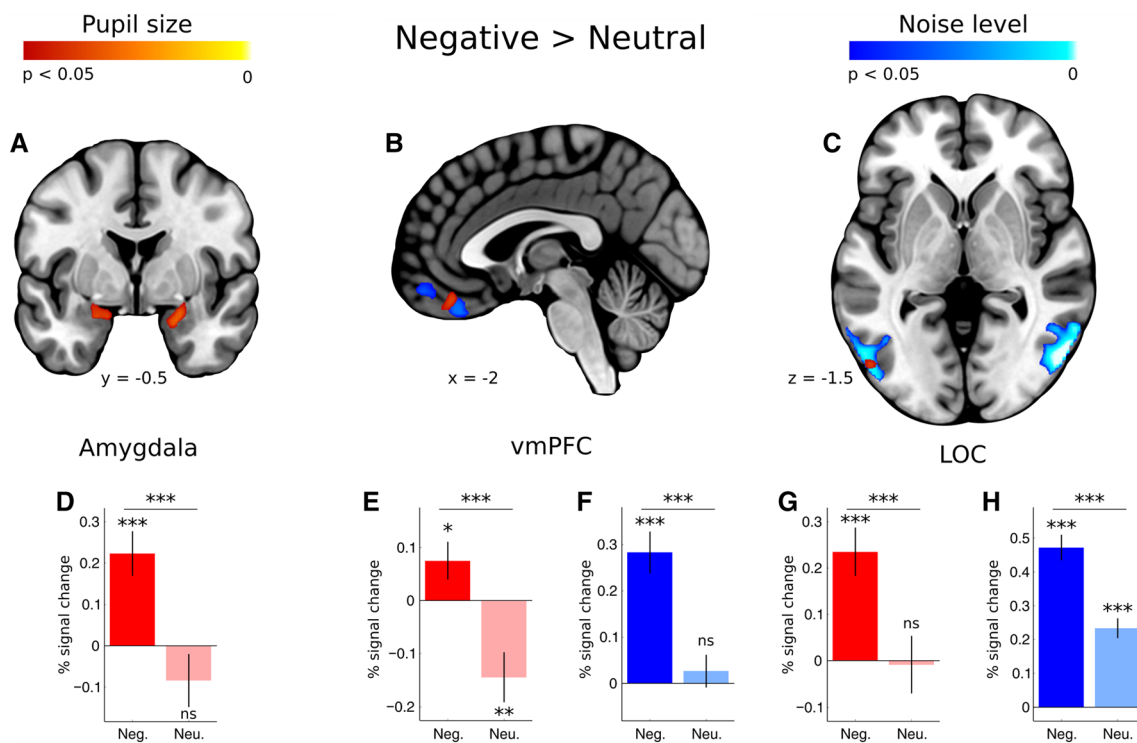 Pupil size
Negative > Neutral
Noise level
p < 0.05
0
p < 0.05
0
A
B
C
y = -0.5
x = -2
z = -1.5
Amygdala
vmPFC
LOC
D
***
***
0.3
0.2
0.1
0
−0.1
% signal change
ns
Neg.
Neu.
E
***
*
0.1
0
−0.1
−0.2
% signal change
**
Neg.
Neu.
F
***
***
0.3
0.2
0.1
0
% signal change
ns
Neg.
Neu.
G
***
***
0.3
0.2
0.1
0
−0.1
% signal change
ns
Neg.
Neu.
H
***
***
0.5
0.4
0.3
0.2
0.1
0
% signal change
***
Neg.
Neu.